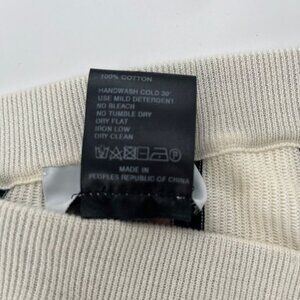 100% COTTON
HANDWASH COLD 30°
USE MILD DETERGENT
NO BLEACH
NO TUMBLE DRY
DRY FLAT
IRON LOW
DRY CLEAN
MADE IN
PEOPLES REPUBLIC OF CHINA